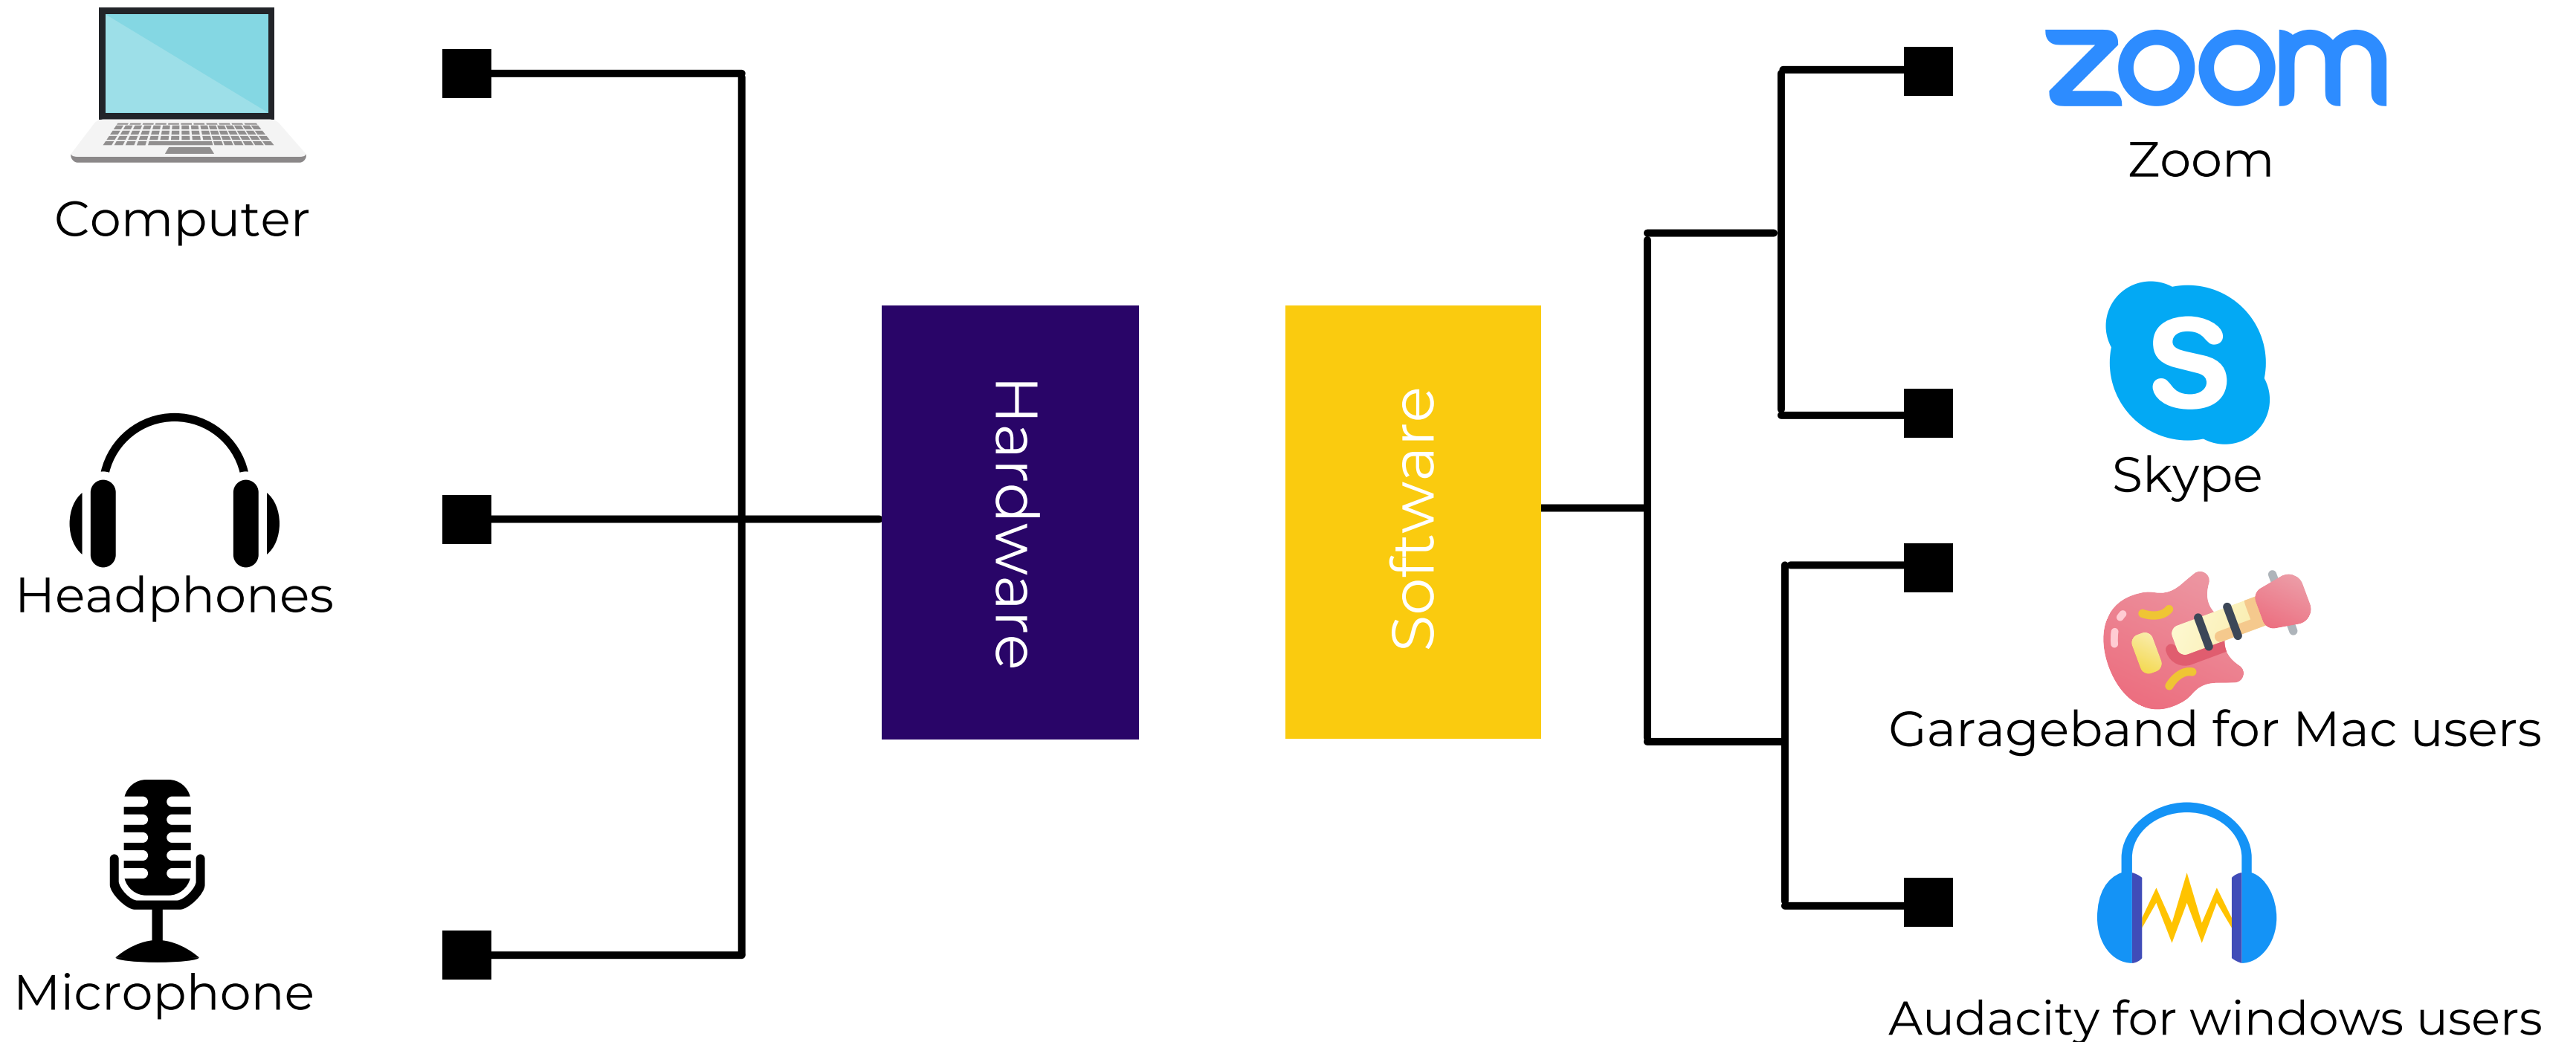 Computer
Headphones
Microphone
Hardware
Software
zoom
Zoom
S
Skype
Garageband for Mac users
Audacity for windows users